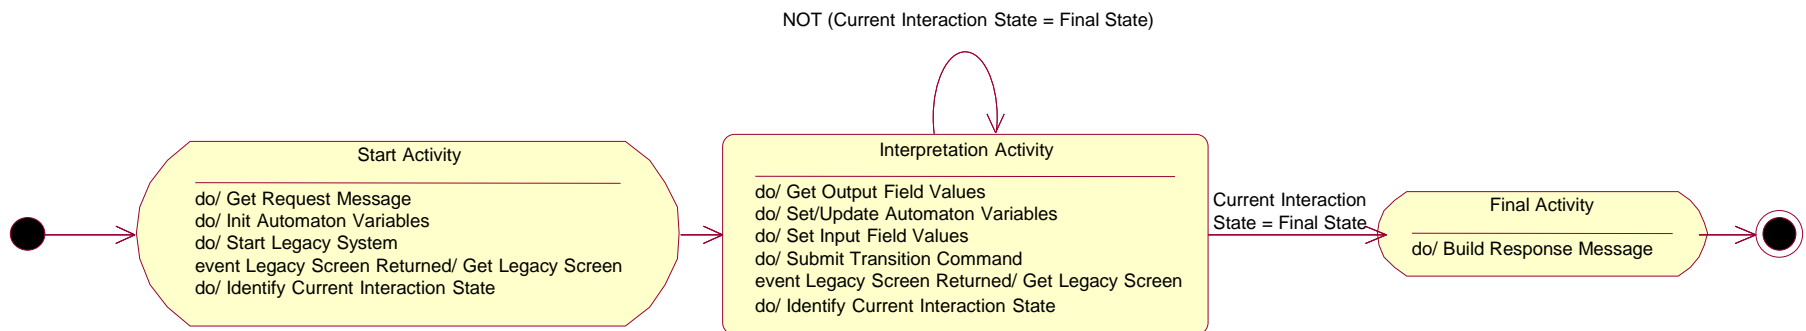 NOT (Current Interaction State = Final State)
Start Activity
do/ Get Request Message
do/ Init Automaton Variables
do/ Start Legacy System
event Legacy Screen Returned/ Get Legacy Screen
do/ Identify Current Interaction State
Interpretation Activity
do/ Get Output Field Values
do/ Set/Update Automaton Variables
do/ Set Input Field Values
do/ Submit Transition Command
event Legacy Screen Returned/ Get Legacy Screen
do/ Identify Current Interaction State
Current Interaction
State = Final State
Final Activity
do/ Build Response Message